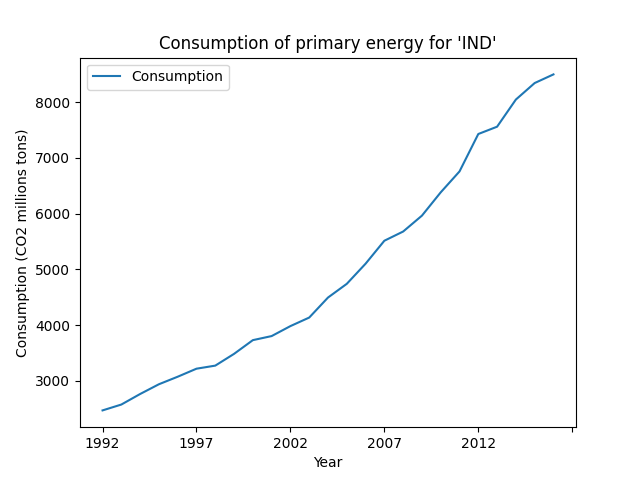 Consumption of primary energy for 'IND'
Consumption
8000
7000
6000
5000
4000
3000
Consumption (CO2 millions tons)
1992 1997 2002 2007 2012
Year